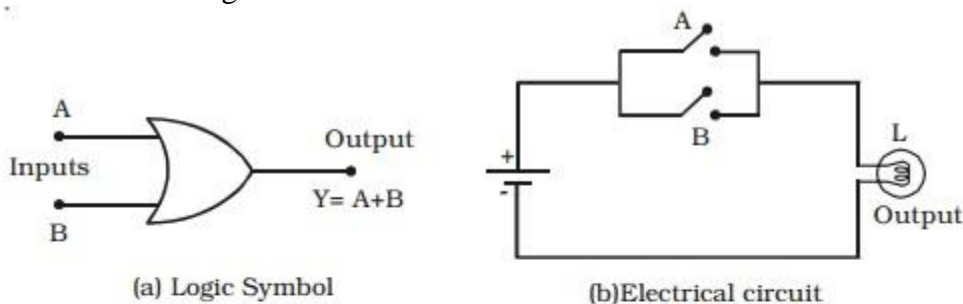 A
Inputs
B
Output
Y= A+B
(a) Logic Symbol
A
B
+
-
L
Output
(b)Electrical circuit